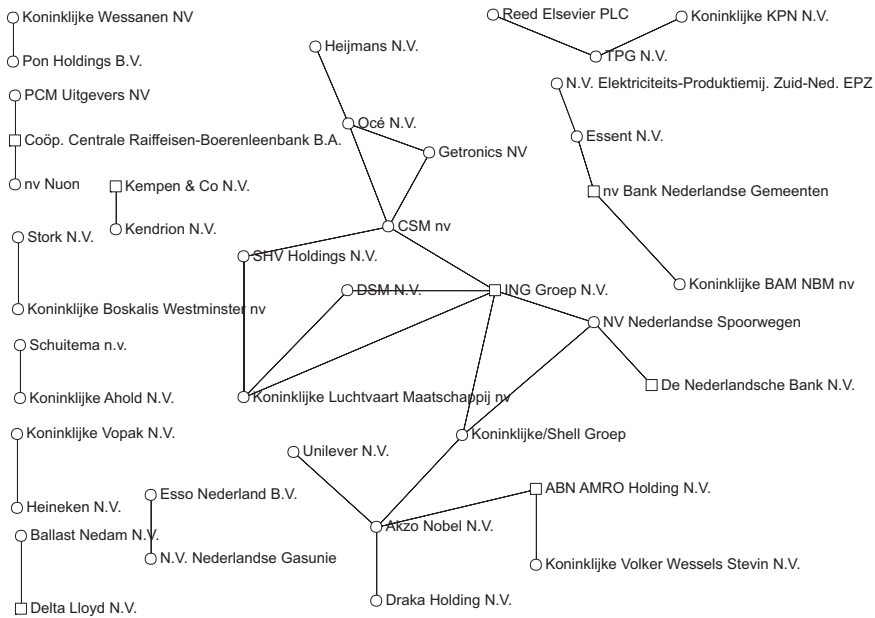 Koninklijke Wessanen NV
Reed Elsevier PLC
Koninklijke KPN N.V.
Heijmans N.V.
TPG N.V.
Pon Holdings B.V.
N.V. Elektriciteits-Produktiemij. Zuid-Ned. EPZ
PCM Uitgevers NV
Océ N.V.
Essent N.V.
Coöp. Centrale Raiffeisen-Boerenleenbank B.A.
Getronics NV
nv Nuon
Kempen & Co N.V.
nv Bank Nederlandse Gemeenten
Kendrion N.V.
CSM nv
Stork N.V.
SHV Holdings N.V.
Koninklijke BAM NBM nv
DSM N.V.
ING Groep N.V.
Koninklijke Boskalis Westminster nv
NV Nederlandse Spoorwegen
Schuitema n.v.
De Nederlandsche Bank N.V.
Koninklijke Ahold N.V.
Koninklijke Luchtvaart Maatschappij nv
Koninklijke Vopak N.V.
Koninklijke/Shell Groep
Unilever N.V.
Esso Nederland B.V.
ABN AMRO Holding N.V.
Heineken N.V.
Akzo Nobel N.V.
Ballast Nedam N.V.
N.V. Nederlandse Gasunie
Koninklijke Volker Wessels Stevin N.V.
Draka Holding N.V.
Delta Lloyd N.V.